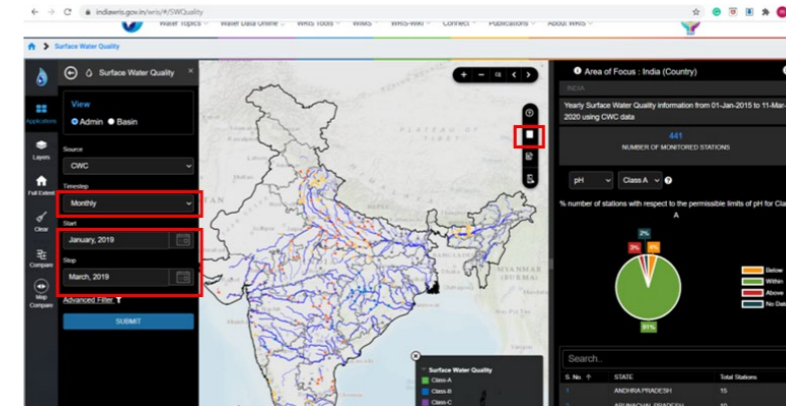 indiawris.gov.in/wris/#/SWQuality
Water Topics
Water Data Online
WRIS Tools
WIMS
WRIS-Wiki
Connect
Publications
About WRIS
Surface Water Quality
Surface Water Quality
Applications
Layers
Full Extent
Clear
Compare
Map
Compare
View
Admin Basin
Source
CWC
Timestep
Monthly
Start
January, 2019
Stop
March, 2019
Advanced Filter
SUBMIT
MYANMAR
(BURMA)
Surface Water Quality
Class-A
Class-B
Class-C
Area of Focus : India (Country)
INDIA
Yearly Surface Water Quality information from 01-Jan-2015 to 11-Mar-
2020 using CWC data
441
NUMBER OF MONITORED STATIONS
pH Class A
% number of stations with respect to the permissible limits of pH for Clas
A
2%
3%
91%
Below
Within
Above
No Data
Search..
S. No. STATE Total Stations
1 ANDHRA PRADESH 15
ARUNACHAL PRADESH 10